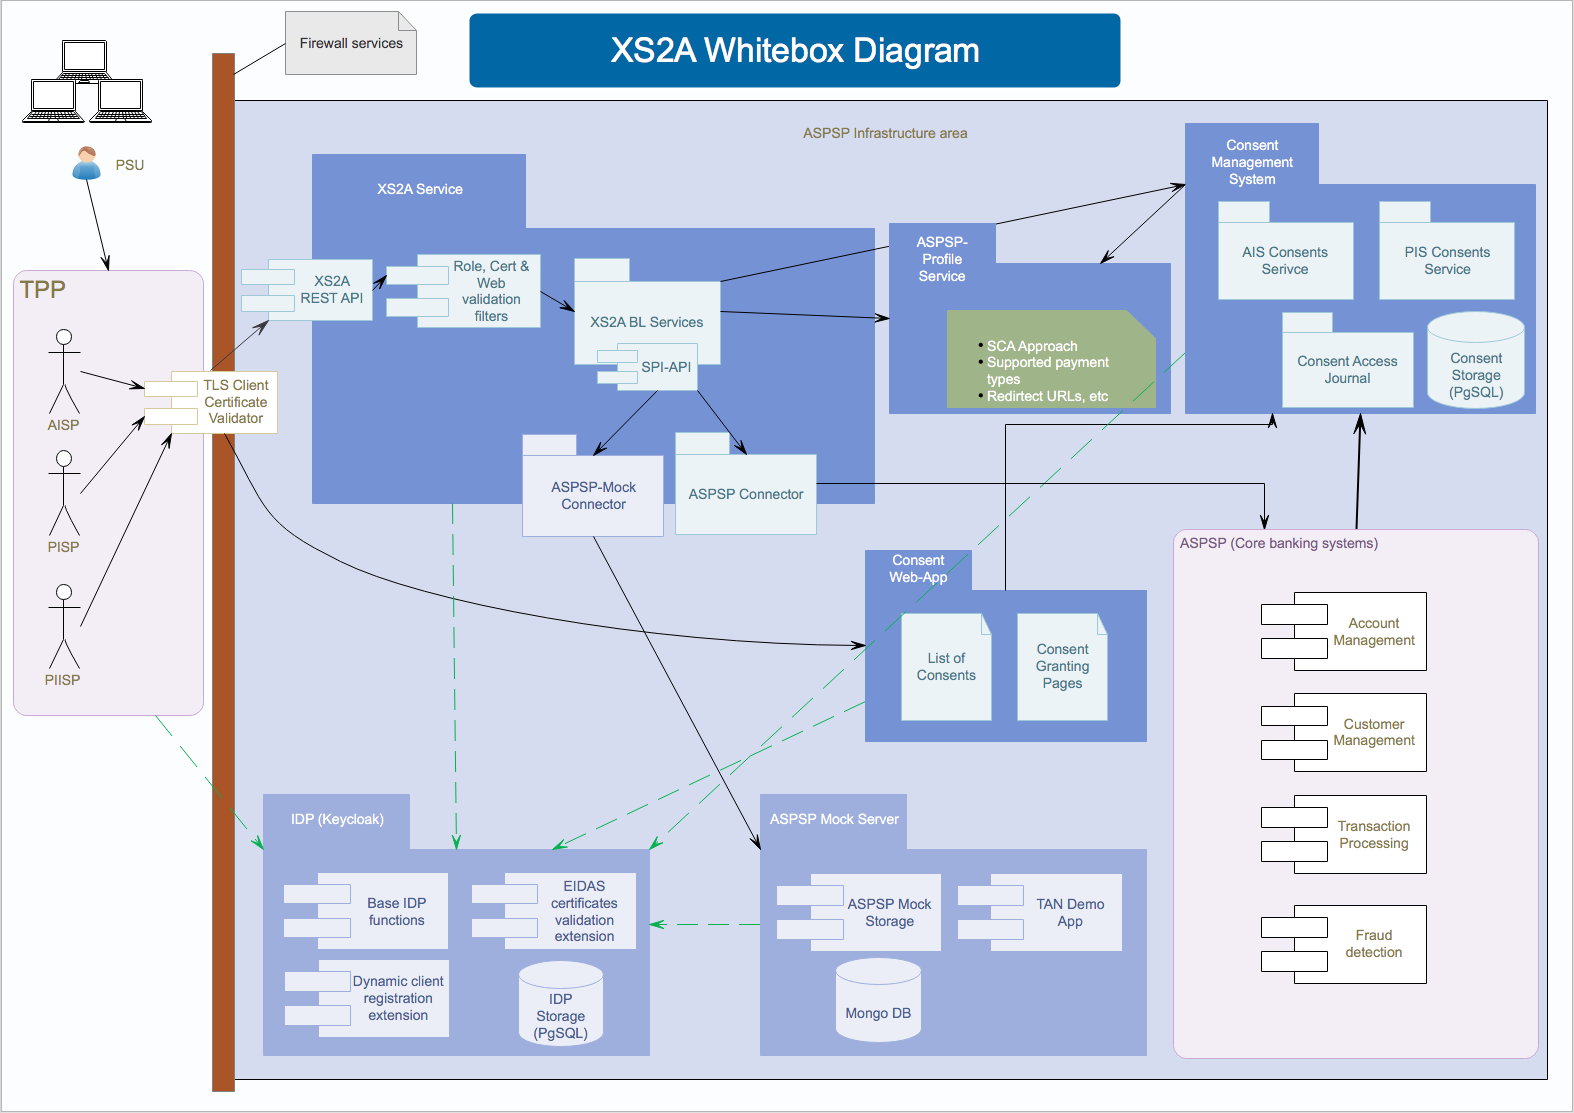 Firewall services
XS2A Whitebox Diagram
PSU
ASPSP Infrastructure area
TPP
AISP
PISP
PIISP
TLS Client
Certificate
Validator
XS2A Service
XS2A
REST API
Role, Cert &
Web
validation
filters
XS2A BL Services
SPI-API
ASPSP-Mock
Connector
ASPSP Connector
ASPSP-
Profile
Service
• SCA Approach
• Supported payment
types
• Redirtect URLs, etc
Consent
Management
System
AIS Consents
Serivce
PIS Consents
Service
Consent Access
Journal
Consent
Storage
(PgSQL)
Consent
Web-App
List of
Consents
Consent
Granting
Pages
ASPSP (Core banking systems)
Account
Management
Customer
Management
Transaction
Processing
Fraud
detection
IDP (Keycloak)
Base IDP
functions
EIDAS
certificates
validation
extension
Dynamic client
registration
extension
IDP
Storage
(PgSQL)
ASPSP Mock Server
ASPSP Mock
Storage
TAN Demo
App
Mongo DB